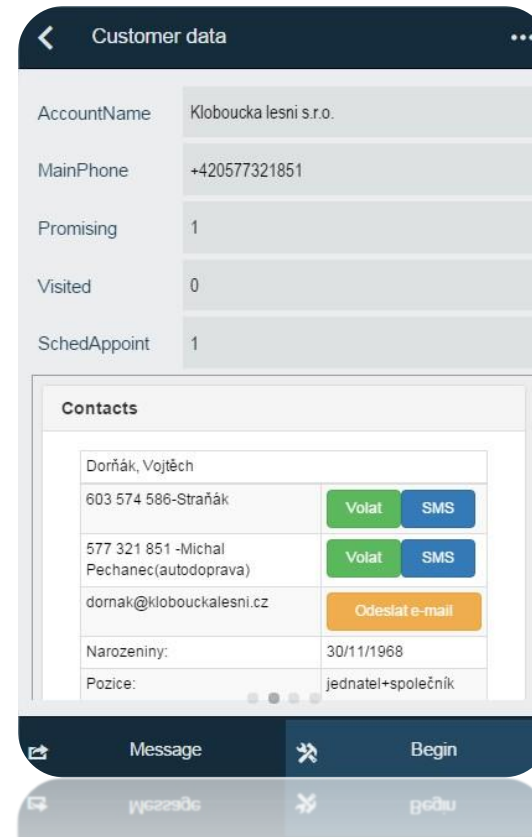 Customer data
AccountName Kloboucka lesni s.r.o.
MainPhone +420577321851
Promising 1
Visited 0
SchedAppoint 1
Contacts
Dorňák, Vojtěch
603 574 586-Straňák Volat SMS
577 321 851 -Michal
Pechanec(autodoprava) Volat SMS
dornak@klobouckalesni.cz Odeslat e-mail
Narozeniny: 30/11/1968
Pozice: jednatel+společník
Message Begin